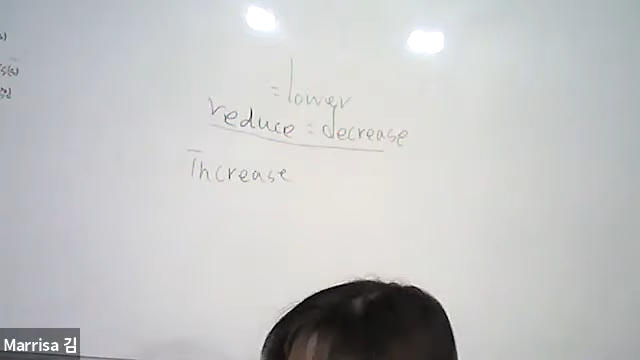 = lower
reduce = decrease
Increase
Marrisa 김